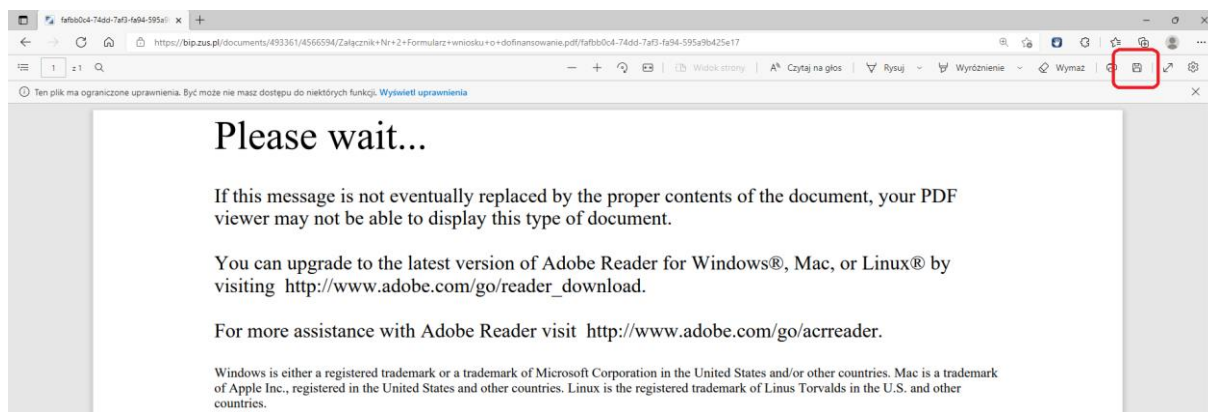 fafbb0c4-74dd-7af3-fa94-595a9
https://bip.zus.pl/documents/493361/4566594/Załącznik+Nr+2+Formularz+wniosku+o+dofinansowanie.pdf/fafbb0c4-74dd-7af3-fa94-595a9b425e17
1 z 1 Widok strony Czytaj na głos Rysuj Wyróżnienie Wymaż
Ten plik ma ograniczone uprawnienia. Być może nie masz dostępu do niektórych funkcji. Wyświetl uprawnienia
Please wait...
If this message is not eventually replaced by the proper contents of the document, your PDF
viewer may not be able to display this type of document.
You can upgrade to the latest version of Adobe Reader for Windows®, Mac, or Linux® by
visiting http://www.adobe.com/go/reader_download.
For more assistance with Adobe Reader visit http://www.adobe.com/go/acrreader.
Windows is either a registered trademark or a trademark of Microsoft Corporation in the United States and/or other countries. Mac is a trademark
of Apple Inc., registered in the United States and other countries. Linux is the registered trademark of Linus Torvalds in the U.S. and other
countries.